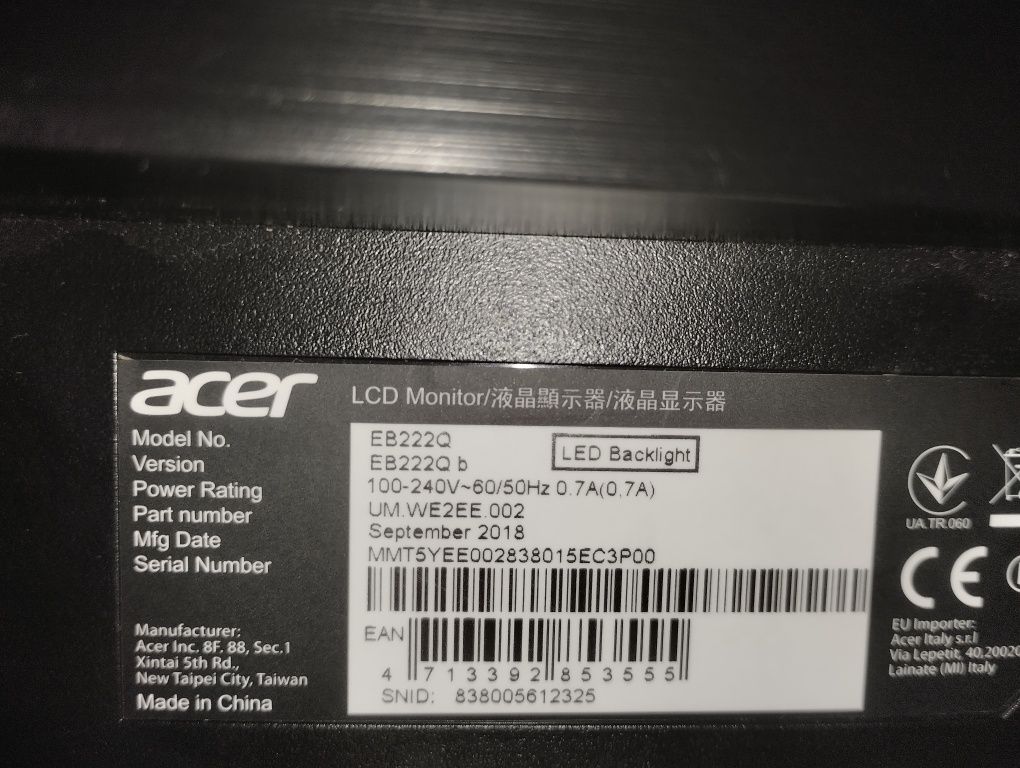 acer LCD Monitor/液晶顯示器/液晶显示器
Model No. EB222Q LED Backlight
Version EB222Q b
Power Rating 100-240V~60/50Hz 0.7A(0.7A)
Part number UM.WE2EE.002
Mfg Date September 2018
Serial Number MMT5YEE002838015EC3P00
EAN
4 713392 853555
SNID: 838005612325
Manufacturer:
Acer Inc. 8F, 88, Sec.1
Xintai 5th Rd.,
New Taipei City, Taiwan
Made in China
UA.TR.060
CE
EU Importer:
Acer Italy s.r.l
Via Lepetit, 40,20020
Lainate (MI) Italy